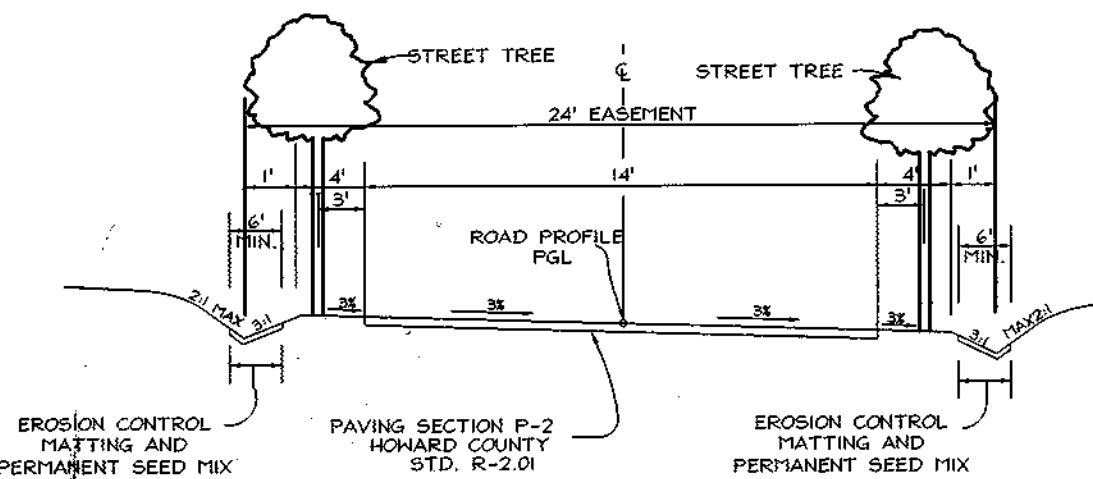 STREET TREE
℄
STREET TREE
24' EASEMENT
1'
4'
14'
4'
1'
3'
3'
6'
MIN.
ROAD PROFILE
PGL
6'
MIN.
2:1 MAX
3:1
3%
3%
3%
3%
3:1
MAX2:1
EROSION CONTROL
MATTING AND
PERMANENT SEED MIX
PAVING SECTION P-2
HOWARD COUNTY
STD. R-2.01
EROSION CONTROL
MATTING AND
PERMANENT SEED MIX